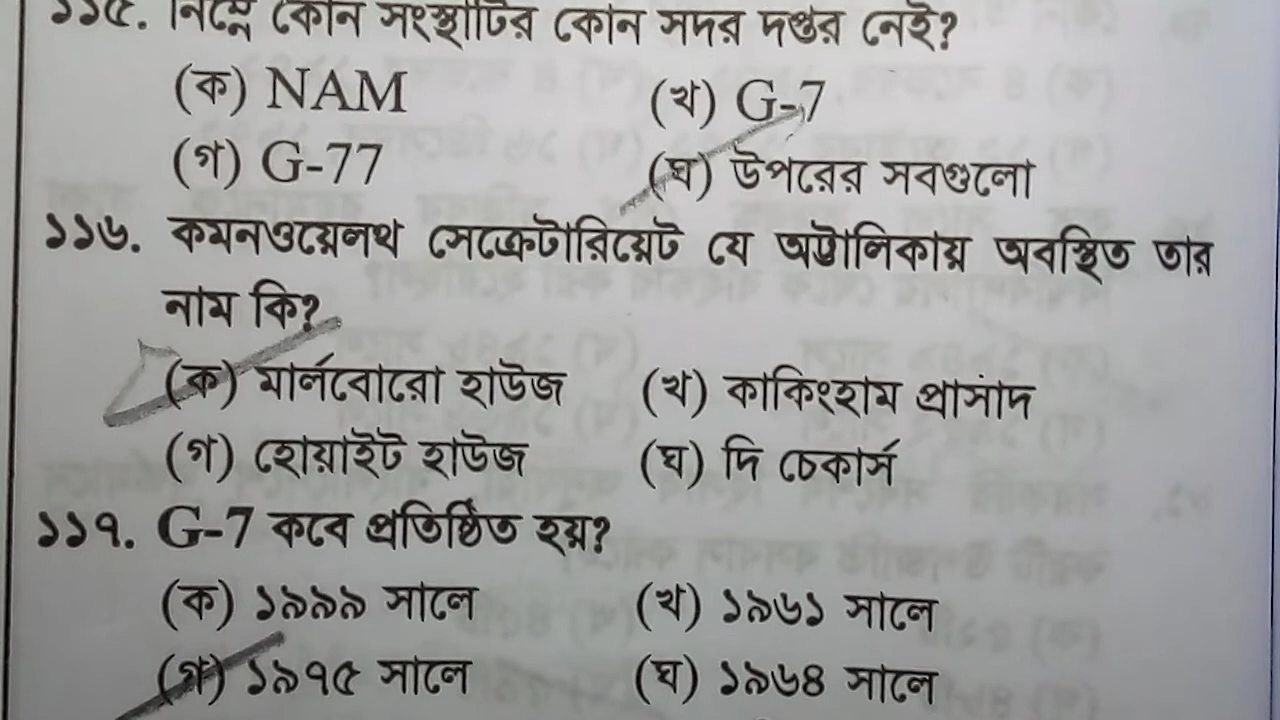 ১১৫. নিম্নে কোন সংস্থাটির কোন সদর দপ্তর নেই?
(ক) NAM (খ) G-7
(গ) G-77 (ঘ) উপরের সবগুলো
১১৬. কমনওয়েলথ সেক্রেটারিয়েট যে অট্টালিকায় অবস্থিত তার
নাম কি?
(ক) মার্লবোরো হাউজ (খ) কাকিংহাম প্রাসাদ
(গ) হোয়াইট হাউজ (ঘ) দি চেকার্স
১১৭. G-7 কবে প্রতিষ্ঠিত হয়?
(ক) ১৯৯৯ সালে (খ) ১৯৬১ সালে
(গ) ১৯৭৫ সালে (ঘ) ১৯৬৪ সালে